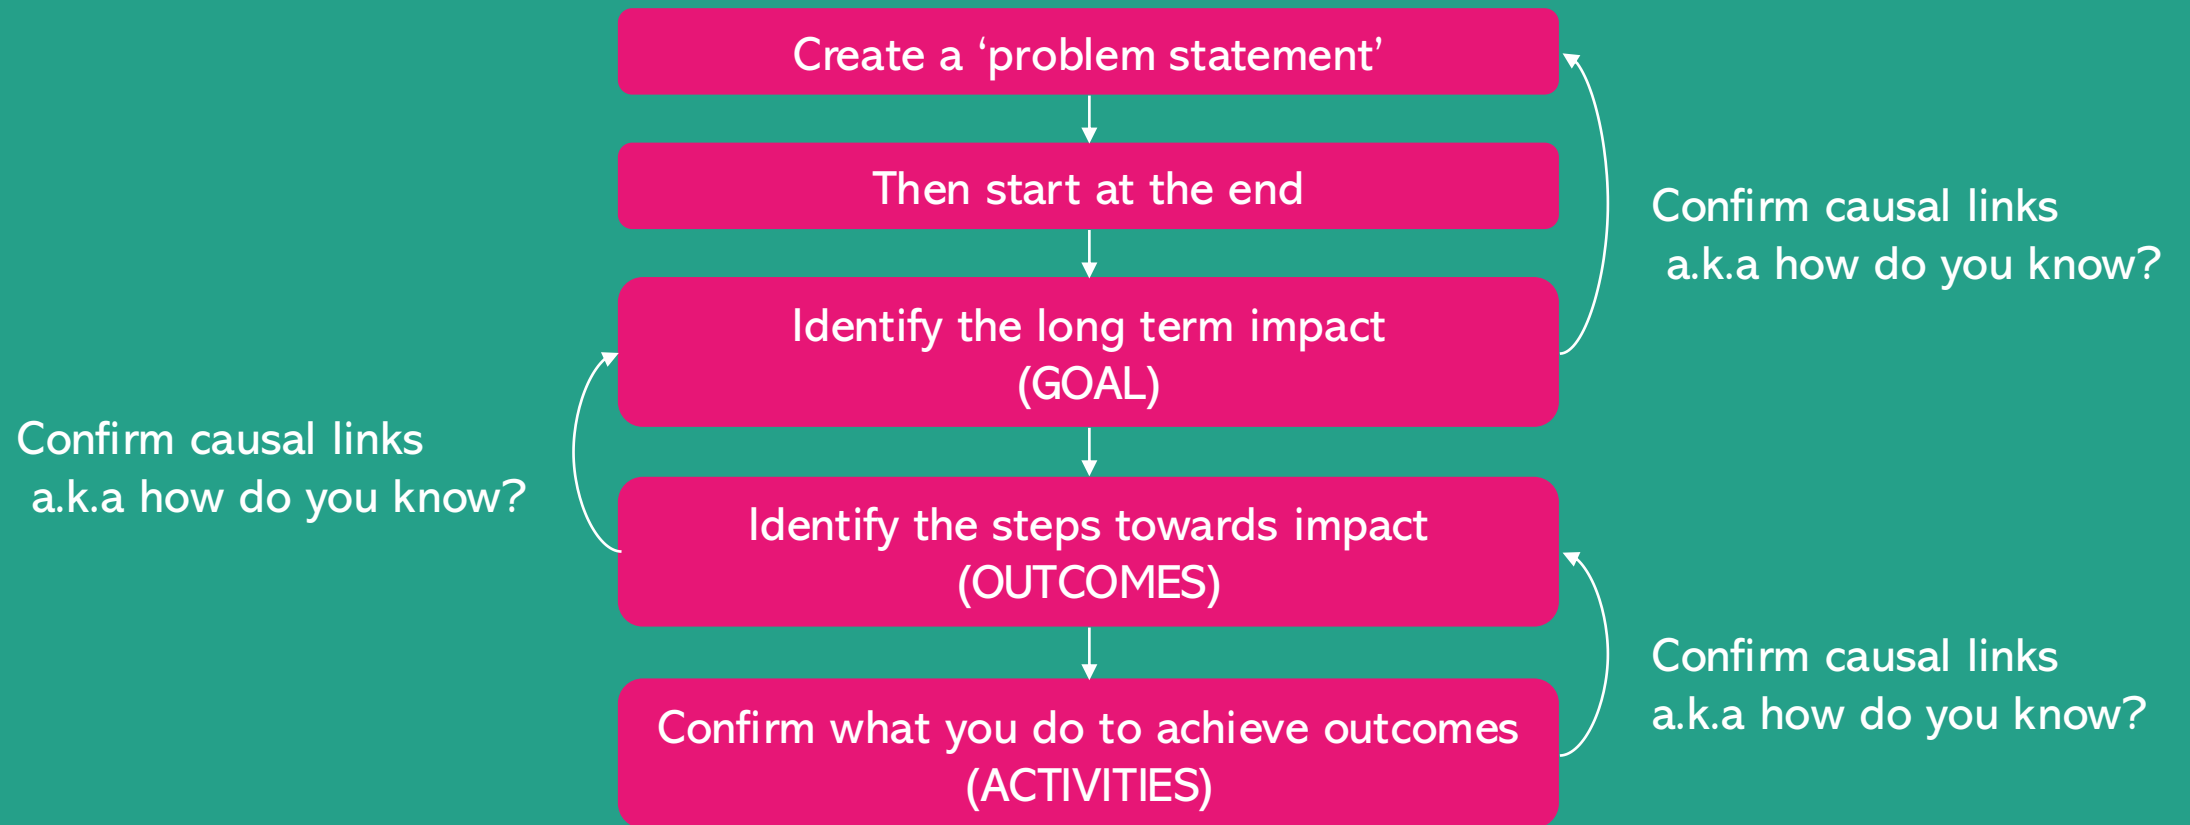 Create a ‘problem statement’
Then start at the end
Confirm causal links
a.k.a how do you know?
Identify the long term impact
(GOAL)
Confirm causal links
a.k.a how do you know?
Identify the steps towards impact
(OUTCOMES)
Confirm causal links
a.k.a how do you know?
Confirm what you do to achieve outcomes
(ACTIVITIES)